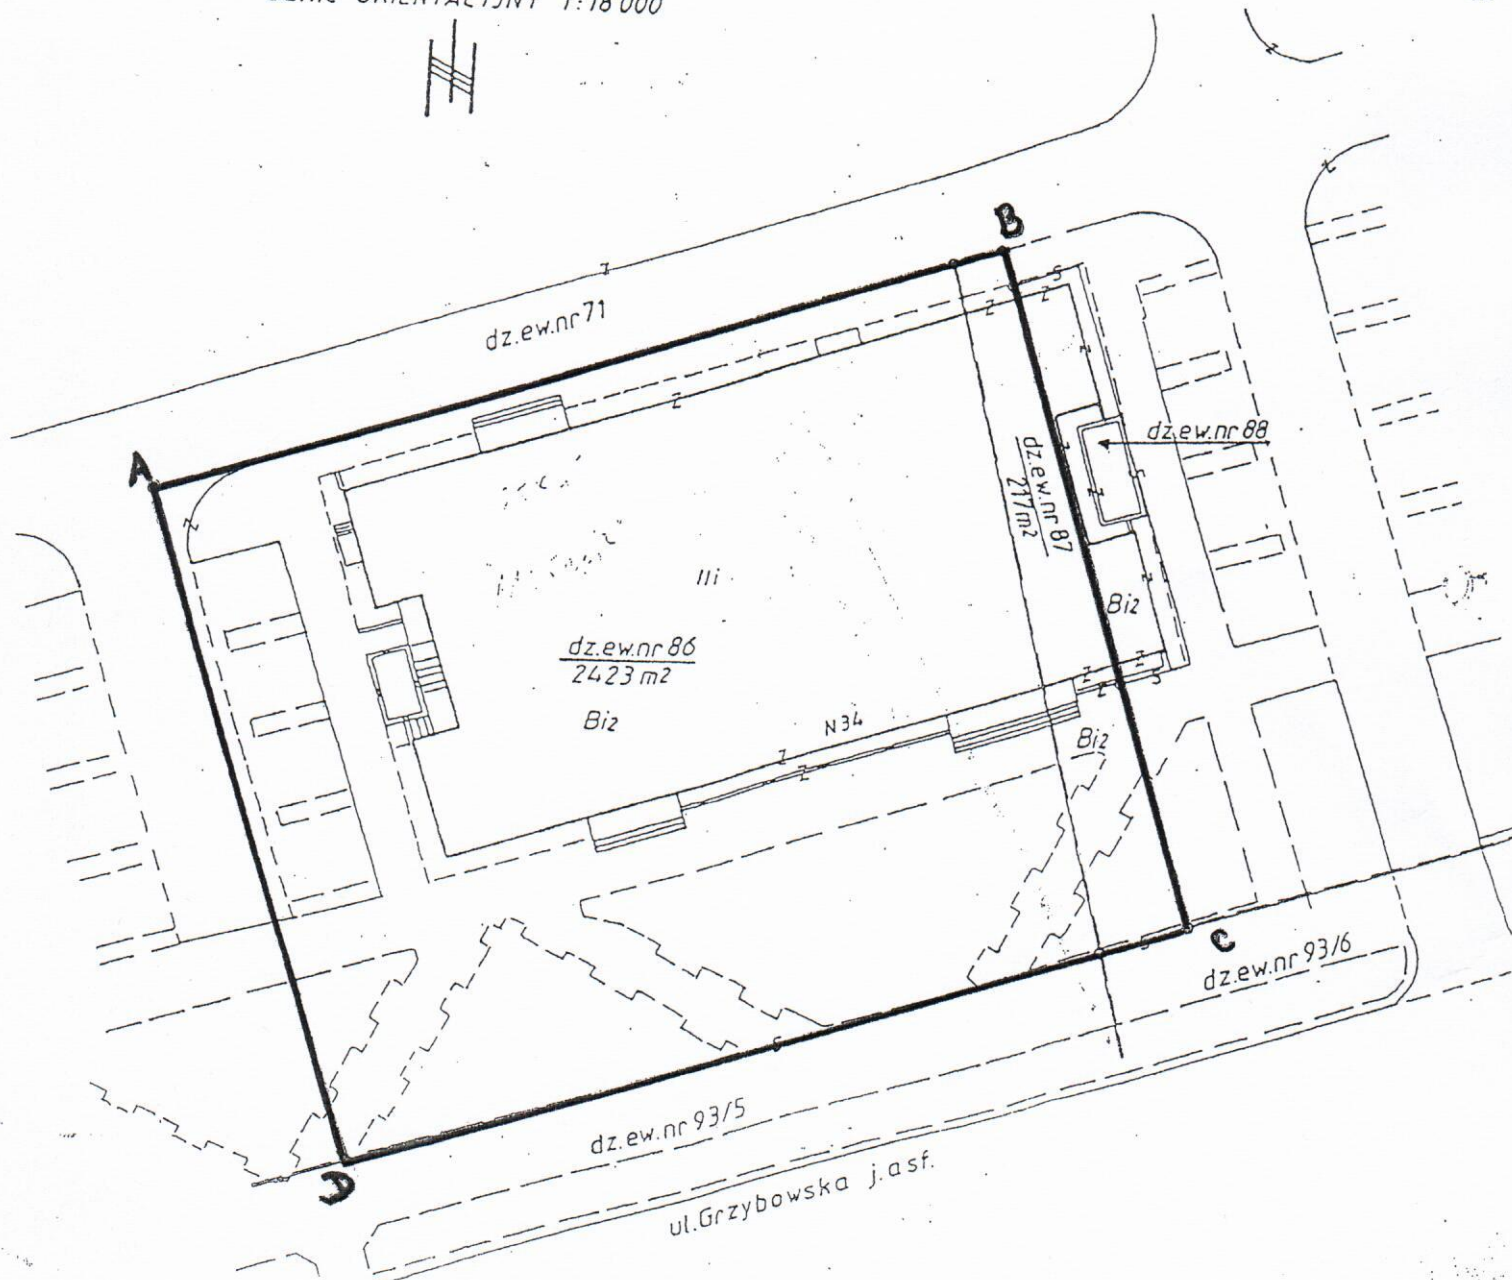 ORIENTACYJNY 1:18 000
B
dz.ew.nr 71
A
dz.ew.nr 88
dz.ew.nr 87
217 m2
III
Biz
dz.ew.nr 86
2423 m2
Biz
N34
Biz
C
dz.ew.nr 93/6
dz.ew.nr 93/5
D
ul.Grzybowska j.asf.